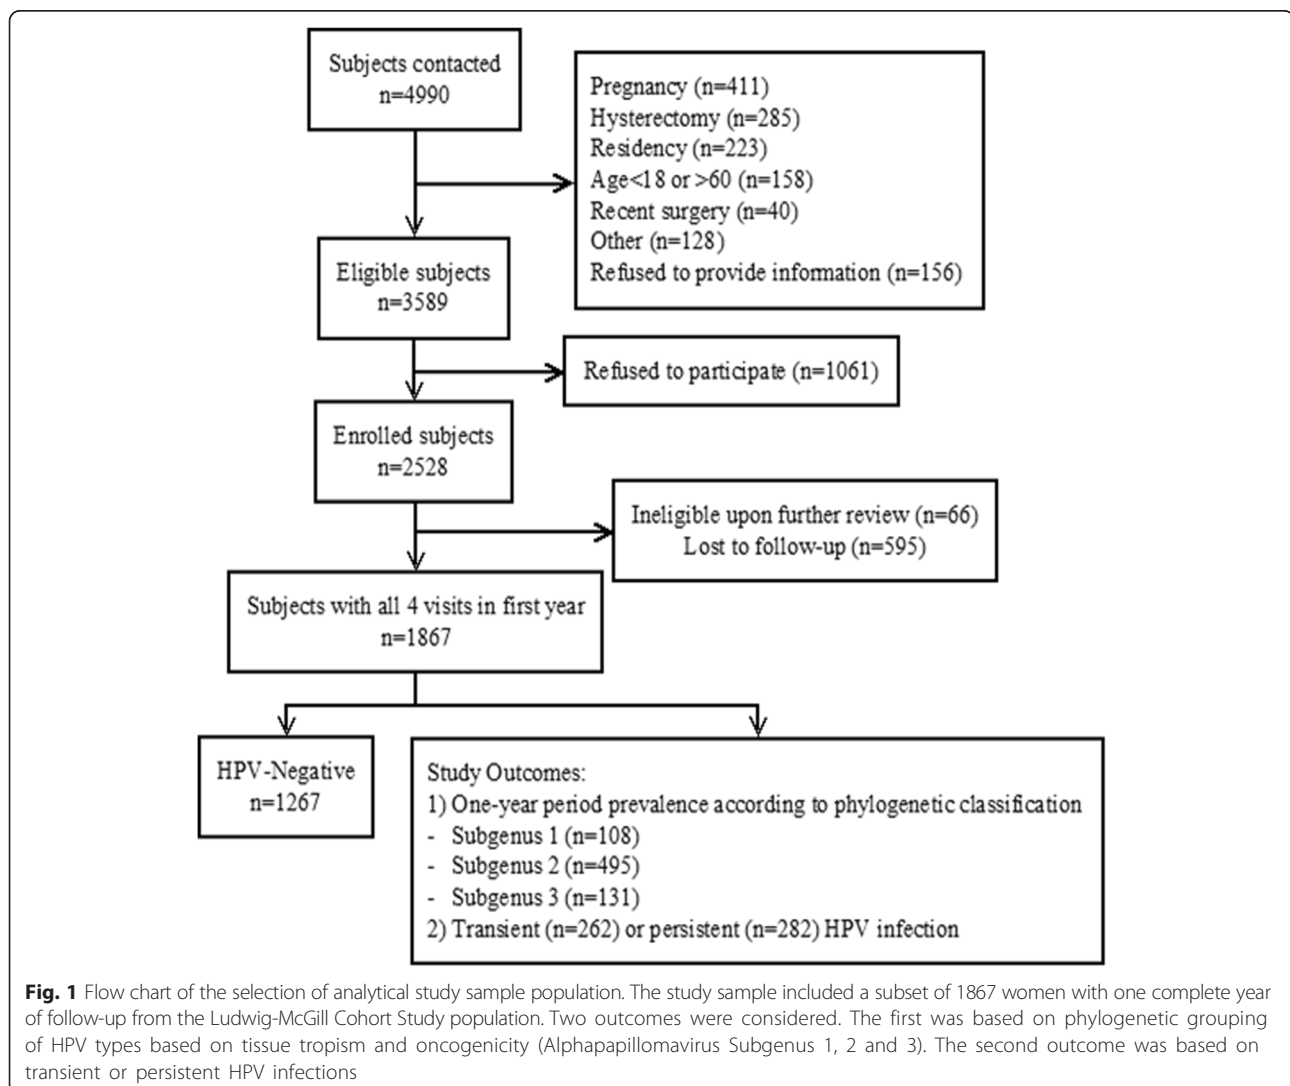 Subjects contacted
n=4990
Pregnancy (n=411)
Hysterectomy (n=285)
Residency (n=223)
Age<18 or >60 (n=158)
Recent surgery (n=40)
Other (n=128)
Refused to provide information (n=156)
Eligible subjects
n=3589
Refused to participate (n=1061)
Enrolled subjects
n=2528
Ineligible upon further review (n=66)
Lost to follow-up (n=595)
Subjects with all 4 visits in first year
n=1867
HPV-Negative
n=1267
Study Outcomes:
1) One-year period prevalence according to phylogenetic classification
- Subgenus 1 (n=108)
- Subgenus 2 (n=495)
- Subgenus 3 (n=131)
2) Transient (n=262) or persistent (n=282) HPV infection
Fig. 1 Flow chart of the selection of analytical study sample population. The study sample included a subset of 1867 women with one complete year
of follow-up from the Ludwig-McGill Cohort Study population. Two outcomes were considered. The first was based on phylogenetic grouping
of HPV types based on tissue tropism and oncogenicity (Alphapapillomavirus Subgenus 1, 2 and 3). The second outcome was based on
transient or persistent HPV infections